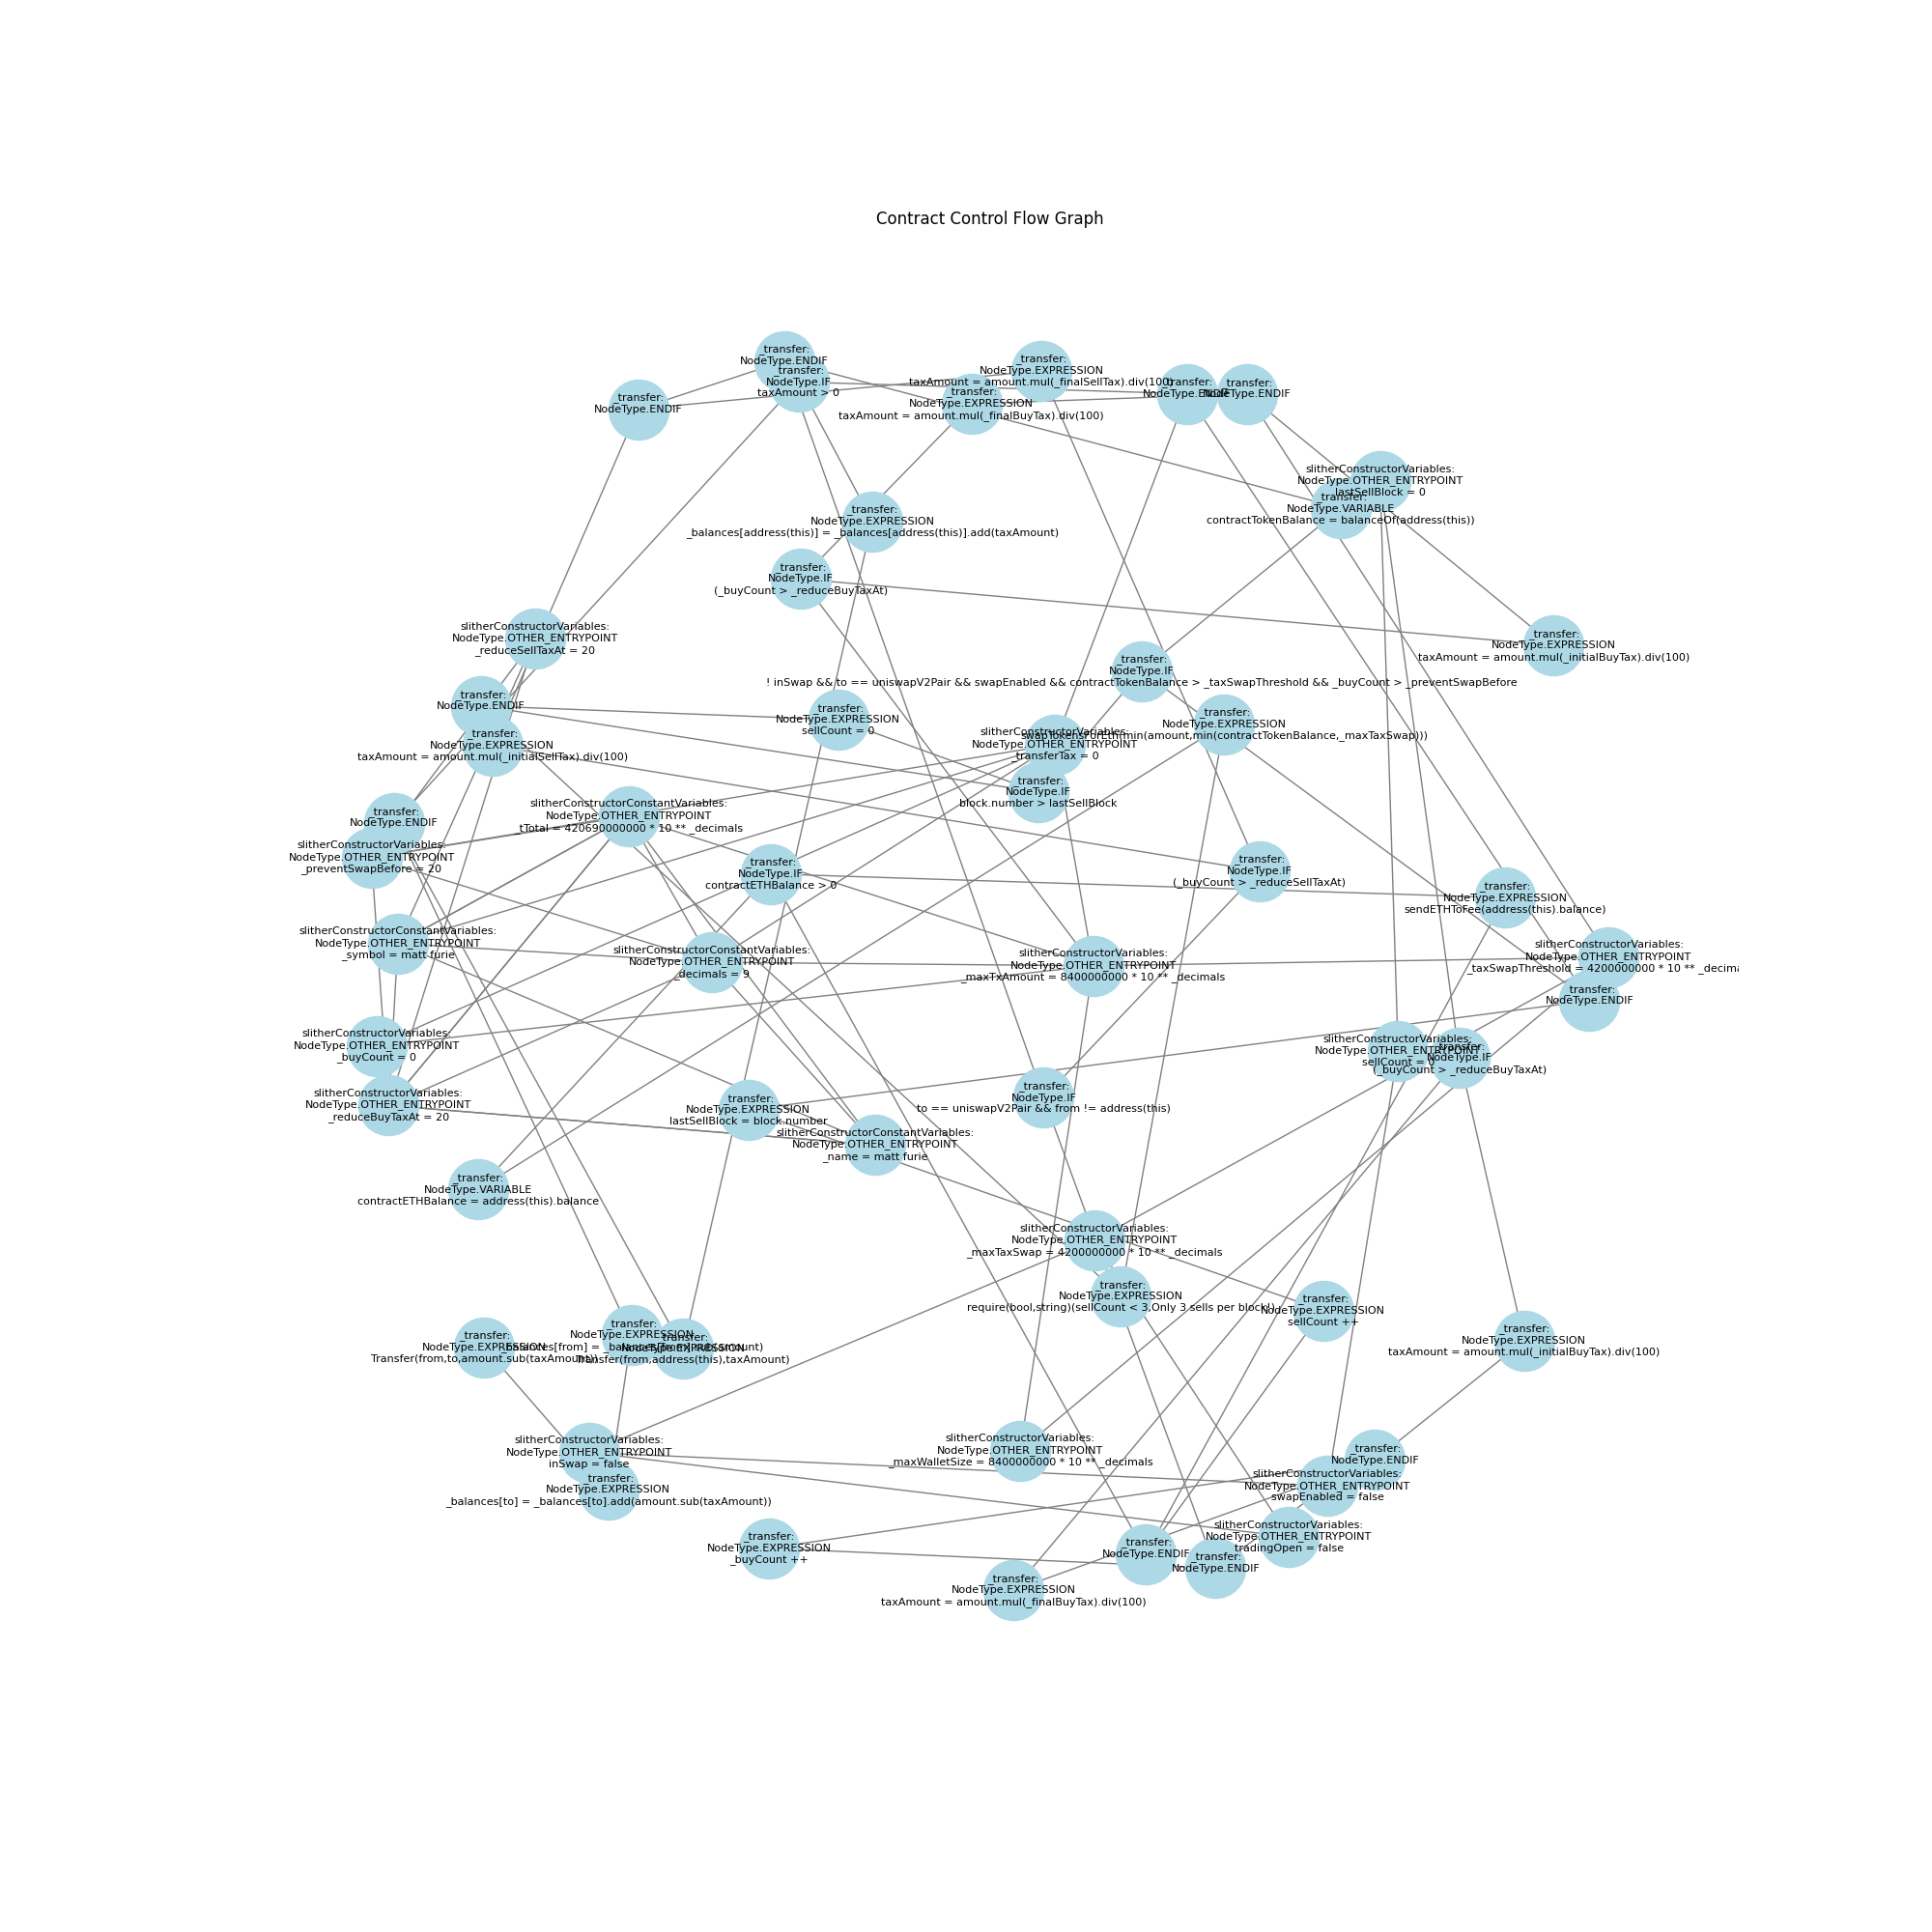 Contract Control Flow Graph
_transfer:
NodeType.ENDIF
_transfer:
NodeType.IF
taxAmount > 0
_transfer:
NodeType.EXPRESSION
taxAmount = amount.mul(_finalSellTax).div(100)
_transfer:
NodeType.ENDIF
_transfer:
NodeType.EXPRESSION
taxAmount = amount.mul(_finalBuyTax).div(100)
_transfer:
NodeType.ENDIF
_transfer:
NodeType.ENDIF
slitherConstructorVariables:
NodeType.OTHER_ENTRYPOINT
lastSellBlock = 0
_transfer:
NodeType.VARIABLE
contractTokenBalance = balanceOf(address(this))
_transfer:
NodeType.EXPRESSION
_balances[address(this)] = _balances[address(this)].add(taxAmount)
_transfer:
NodeType.IF
(_buyCount > _reduceBuyTaxAt)
slitherConstructorVariables:
NodeType.OTHER_ENTRYPOINT
_reduceSellTaxAt = 20
_transfer:
NodeType.EXPRESSION
taxAmount = amount.mul(_initialBuyTax).div(100)
_transfer:
NodeType.IF
! inSwap && to == uniswapV2Pair && swapEnabled && contractTokenBalance > _taxSwapThreshold && _buyCount > _preventSwapBefore
_transfer:
NodeType.ENDIF
_transfer:
NodeType.EXPRESSION
sellCount = 0
_transfer:
NodeType.EXPRESSION
swapTokensForEth(min(amount,min(contractTokenBalance,_maxTaxSwap)))
slitherConstructorVariables:
NodeType.OTHER_ENTRYPOINT
_transferTax = 0
_transfer:
NodeType.EXPRESSION
taxAmount = amount.mul(_initialSellTax).div(100)
_transfer:
NodeType.IF
block.number > lastSellBlock
slitherConstructorConstantVariables:
NodeType.OTHER_ENTRYPOINT
_tTotal = 420690000000 * 10 ** _decimals
_transfer:
NodeType.ENDIF
slitherConstructorVariables:
NodeType.OTHER_ENTRYPOINT
_preventSwapBefore = 20
_transfer:
NodeType.IF
contractETHBalance > 0
_transfer:
NodeType.IF
(_buyCount > _reduceSellTaxAt)
_transfer:
NodeType.EXPRESSION
sendETHToFee(address(this).balance)
slitherConstructorConstantVariables:
NodeType.OTHER_ENTRYPOINT
_symbol = matt furie
slitherConstructorConstantVariables:
NodeType.OTHER_ENTRYPOINT
_decimals = 9
slitherConstructorVariables:
NodeType.OTHER_ENTRYPOINT
_maxTxAmount = 8400000000 * 10 ** _decimals
slitherConstructorVariables:
NodeType.OTHER_ENTRYPOINT
_taxSwapThreshold = 4200000000 * 10 ** _decima
_transfer:
NodeType.ENDIF
slitherConstructorVariables:
NodeType.OTHER_ENTRYPOINT
_buyCount = 0
slitherConstructorVariables:
NodeType.OTHER_ENTRYPOINT
sellCount = 0
_transfer:
NodeType.IF
(_buyCount > _reduceBuyTaxAt)
slitherConstructorVariables:
NodeType.OTHER_ENTRYPOINT
_reduceBuyTaxAt = 20
_transfer:
NodeType.EXPRESSION
lastSellBlock = block.number
_transfer:
NodeType.IF
to == uniswapV2Pair && from != address(this)
slitherConstructorConstantVariables:
NodeType.OTHER_ENTRYPOINT
_name = matt furie
_transfer:
NodeType.VARIABLE
contractETHBalance = address(this).balance
slitherConstructorVariables:
NodeType.OTHER_ENTRYPOINT
_maxTaxSwap = 4200000000 * 10 ** _decimals
_transfer:
NodeType.EXPRESSION
require(bool,string)(sellCount < 3,Only 3 sells per block!)
_transfer:
NodeType.EXPRESSION
sellCount ++
_transfer:
NodeType.EXPRESSION
Transfer(from,to,amount.sub(taxAmount))
_transfer:
NodeType.EXPRESSION
_balances[from] = _balances[from].sub(amount)
_transfer:
NodeType.EXPRESSION
Transfer(from,address(this),taxAmount)
_transfer:
NodeType.EXPRESSION
taxAmount = amount.mul(_initialBuyTax).div(100)
slitherConstructorVariables:
NodeType.OTHER_ENTRYPOINT
inSwap = false
_transfer:
NodeType.EXPRESSION
_balances[to] = _balances[to].add(amount.sub(taxAmount))
slitherConstructorVariables:
NodeType.OTHER_ENTRYPOINT
_maxWalletSize = 8400000000 * 10 ** _decimals
_transfer:
NodeType.ENDIF
slitherConstructorVariables:
NodeType.OTHER_ENTRYPOINT
swapEnabled = false
slitherConstructorVariables:
NodeType.OTHER_ENTRYPOINT
tradingOpen = false
_transfer:
NodeType.EXPRESSION
_buyCount ++
_transfer:
NodeType.ENDIF
_transfer:
NodeType.ENDIF
_transfer:
NodeType.EXPRESSION
taxAmount = amount.mul(_finalBuyTax).div(100)